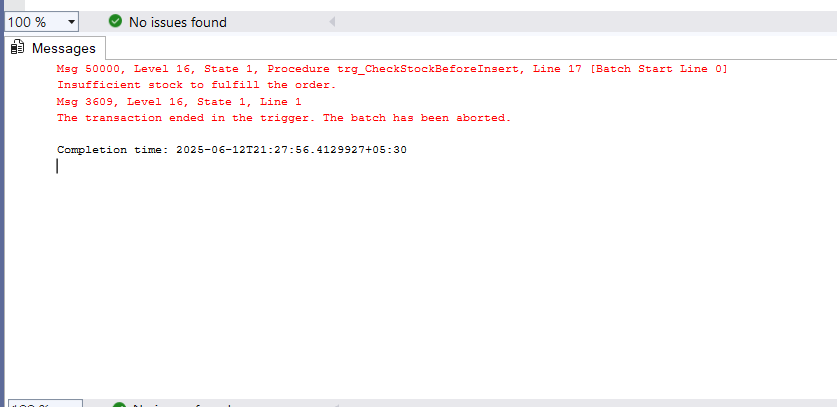 100 %
No issues found
Messages
Msg 50000, Level 16, State 1, Procedure trg_CheckStockBeforeInsert, Line 17 [Batch Start Line 0]
Insufficient stock to fulfill the order.
Msg 3609, Level 16, State 1, Line 1
The transaction ended in the trigger. The batch has been aborted.
Completion time: 2025-06-12T21:27:56.4129927+05:30